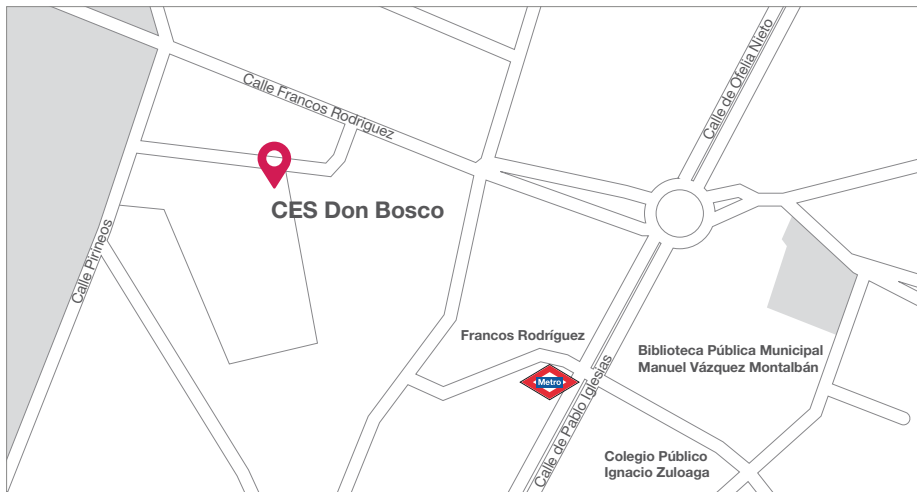 Calle de Ofelia Nieto
Calle Francos Rodriguez
CES Don Bosco
Calle Pirineos
Francos Rodríguez
Metro
Biblioteca Pública Municipal
Manuel Vázquez Montalbán
Calle de Pablo Iglesias
Colegio Público
Ignacio Zuloaga